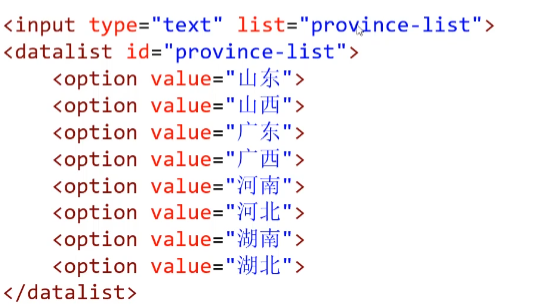 <input type="text" list="province-list">
<datalist id="province-list">
    <option value="山东">
    <option value="山西">
    <option value="广东">
    <option value="广西">
    <option value="河南">
    <option value="河北">
    <option value="湖南">
    <option value="湖北">
</datalist>